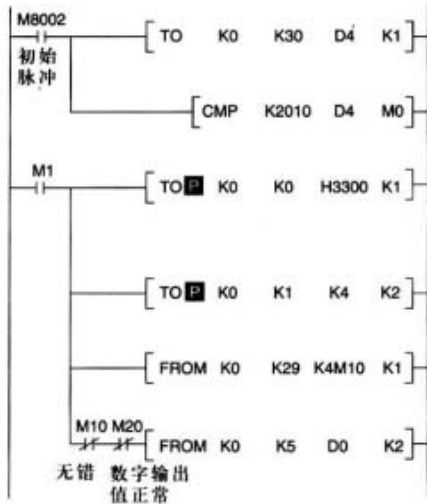 M8002
TO K0 K30 D4 K1
初始
脉冲
CMP K2010 D4 M0
M1
TO P K0 K0 H3300 K1
TO P K0 K1 K4 K2
FROM K0 K29 K4M10 K1
M10 M20
FROM K0 K5 D0 K2
无错 数字输出
值正常